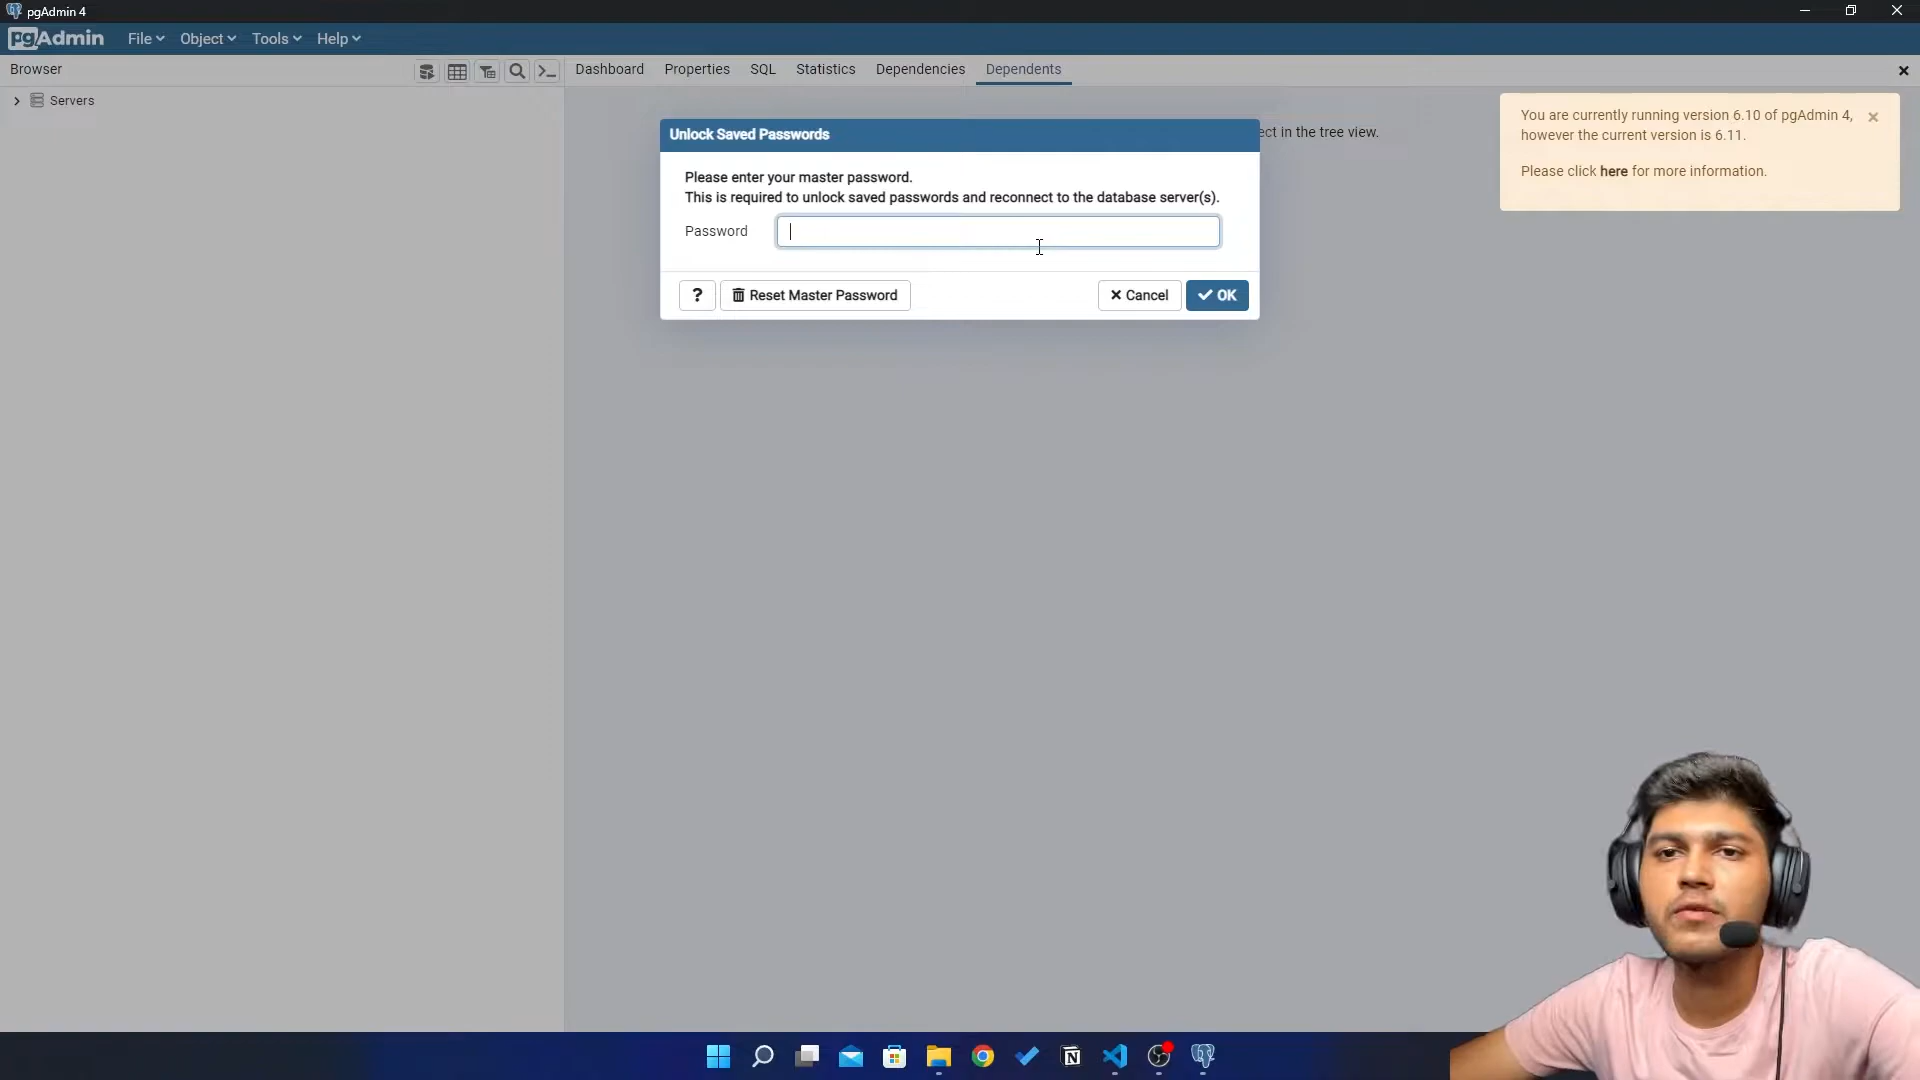 pgAdmin 4
pgAdmin File Object Tools Help
Browser
Dashboard Properties SQL Statistics Dependencies Dependents
Servers
ect in the tree view.
Unlock Saved Passwords
Please enter your master password.
This is required to unlock saved passwords and reconnect to the database server(s).
Password
? Reset Master Password Cancel OK
You are currently running version 6.10 of pgAdmin 4,
however the current version is 6.11.
Please click here for more information.